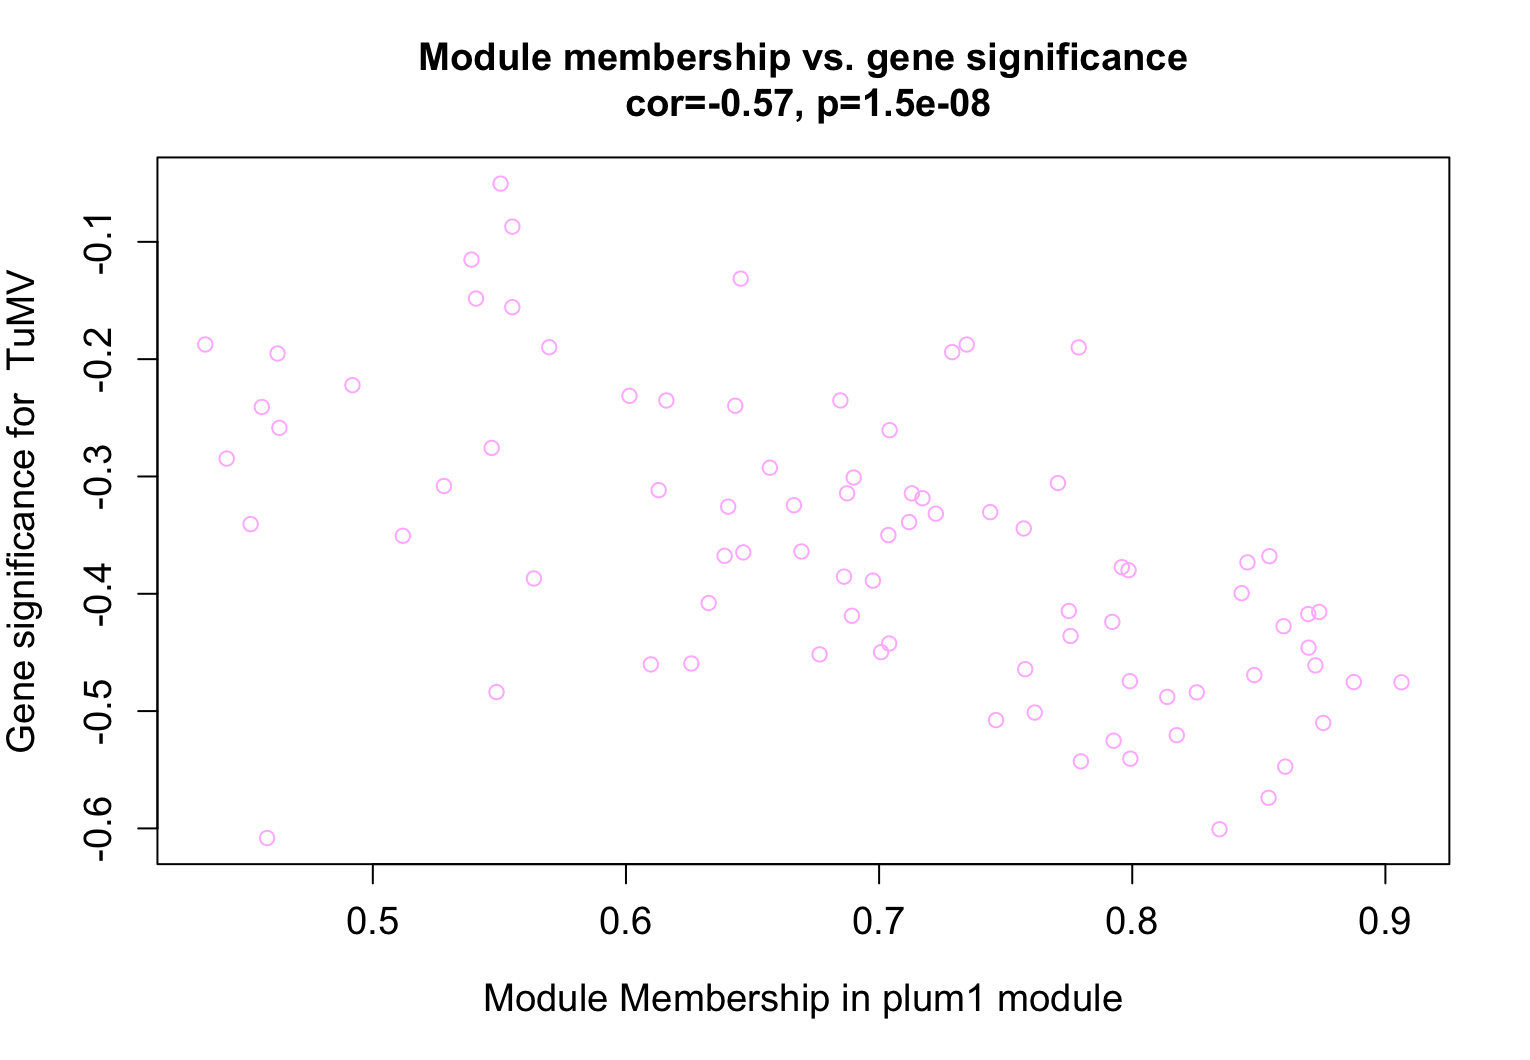 Module membership vs. gene significance
cor=-0.57, p=1.5e-08
Gene significance for  TuMV
-0.1
-0.2
-0.3
-0.4
-0.5
-0.6
0.5 0.6 0.7 0.8 0.9
Module Membership in plum1 module